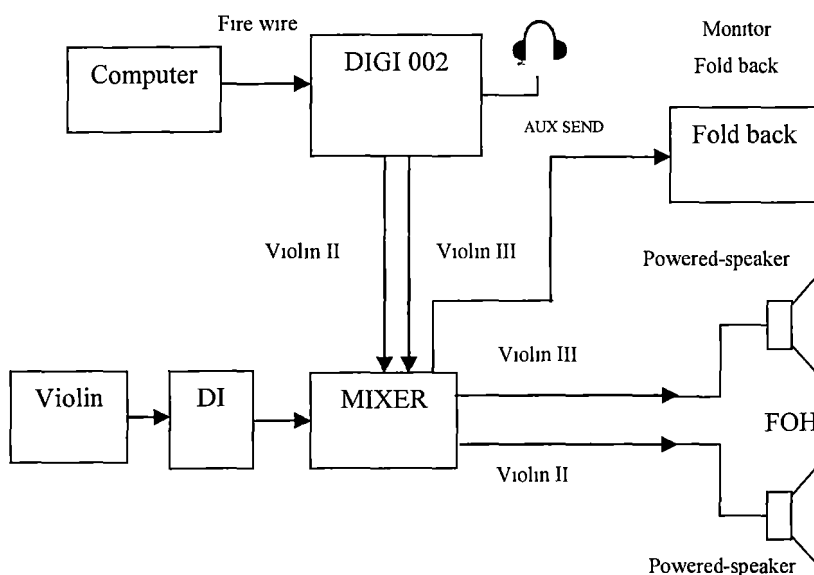 Fire wire
Monitor
Computer
DIGI 002
Fold back
AUX SEND
Fold back
Violin II
Violin III
Powered-speaker
Violin III
Violin
DI
MIXER
FOH
Violin II
Powered-speaker